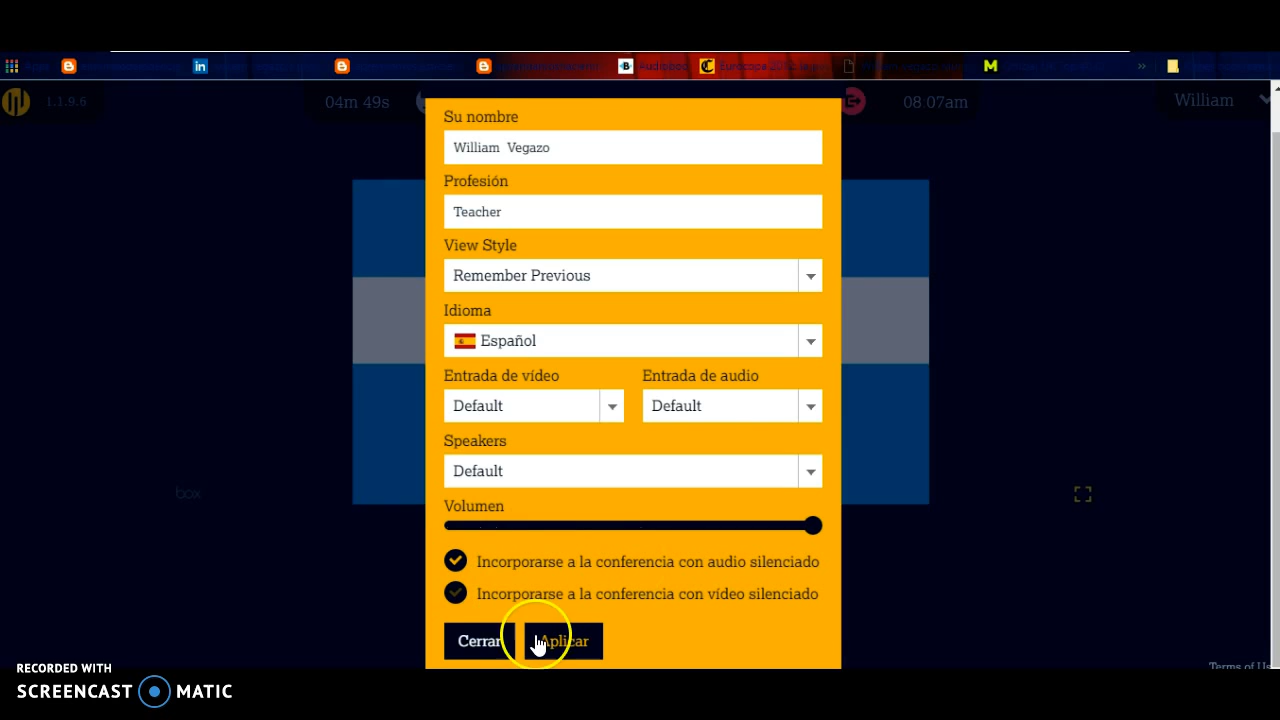 1.1.9.6
04m 49s
08:07am
William
Su nombre
William Vegazo
Profesión
Teacher
View Style
Remember Previous
Idioma
Español
Entrada de vídeo
Entrada de audio
Default
Default
Speakers
Default
Volumen
Incorporarse a la conferencia con audio silenciado
Incorporarse a la conferencia con vídeo silenciado
Cerrar
Aplicar
box
Terms of Us
RECORDED WITH
SCREENCAST MATIC